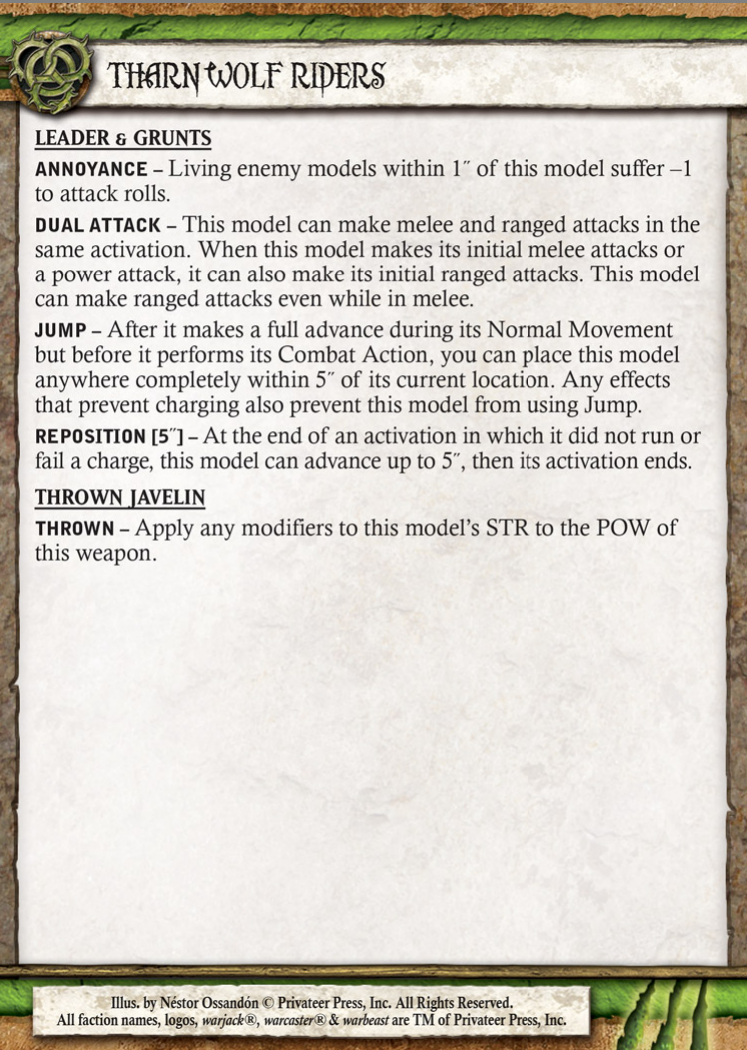 THARN WOLF RIDERS
LEADER & GRUNTS
ANNOYANCE – Living enemy models within 1˝ of this model suffer –1
to attack rolls.
DUAL ATTACK – This model can make melee and ranged attacks in the
same activation. When this model makes its initial melee attacks or
a power attack, it can also make its initial ranged attacks. This model
can make ranged attacks even while in melee.
JUMP – After it makes a full advance during its Normal Movement
but before it performs its Combat Action, you can place this model
anywhere completely within 5˝ of its current location. Any effects
that prevent charging also prevent this model from using Jump.
REPOSITION [5˝] – At the end of an activation in which it did not run or
fail a charge, this model can advance up to 5˝, then its activation ends.
THROWN JAVELIN
THROWN – Apply any modifiers to this model’s STR to the POW of
this weapon.
Illus. by Néstor Ossandón © Privateer Press, Inc. All Rights Reserved.
All faction names, logos, warjack®, warcaster® & warbeast are TM of Privateer Press, Inc.